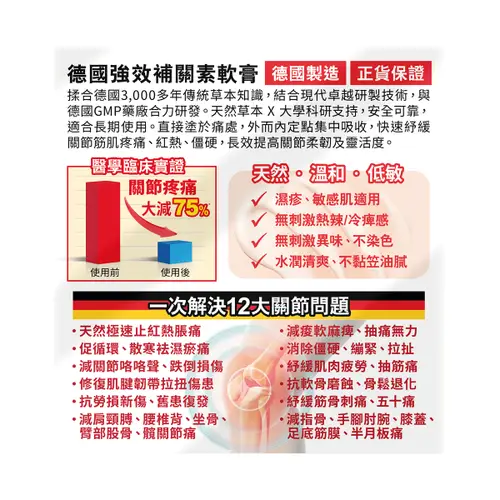 德國強效補關素軟膏 德國製造 正貨保證
揉合德國3,000多年傳統草本知識,結合現代卓越研製技術,與
德國GMP藥廠合力研發。天然草本 X 大學科研支持,安全可靠,
適合長期使用。直接塗於痛處,外而內定點集中吸收,快速紓緩
關節筋肌疼痛、紅熱、僵硬,長效提高關節柔韌及靈活度。
醫學臨床實證
關節疼痛
大減75%
使用前 使用後
天然・溫和・低敏
✓ 濕疹、敏感肌適用
✓ 無刺激熱辣/冷痺感
✓ 無刺激異味、不染色
✓ 水潤清爽、不黏笠油膩
一次解決12大關節問題
・天然極速止紅熱脹痛
・促循環、散寒祛濕瘀痛
・減關節咯咯聲、跌倒損傷
・修復肌腱韌帶拉扭傷患
・抗勞損新傷、舊患復發
・減肩頸膊、腰椎背、坐骨、
臂部股骨、髖關節痛
・減痠軟麻痺、抽痛無力
・消除僵硬、繃緊、拉扯
・紓緩肌肉疲勞、抽筋痛
・抗軟骨磨蝕、骨鬆退化
・紓緩筋骨刺痛、五十痛
・減指骨、手腳肘腕、膝蓋、
足底筋膜、半月板痛